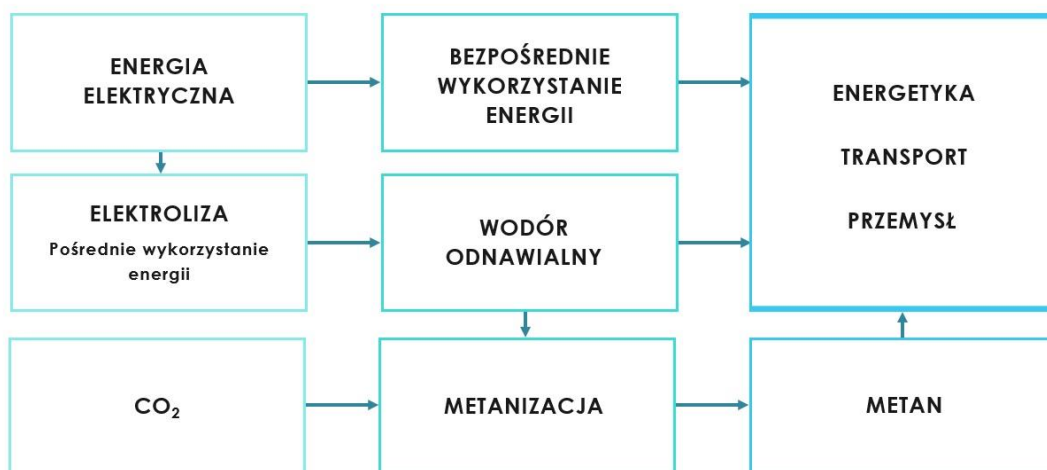 ENERGIA
ELEKTRYCZNA
BEZPOŚREDNIE
WYKORZYSTANIE
ENERGII
ENERGETYKA
TRANSPORT
PRZEMYSŁ
ELEKTROLIZA
Pośrednie wykorzystanie
energii
WODÓR
ODNAWIALNY
CO₂
METANIZACJA
METAN